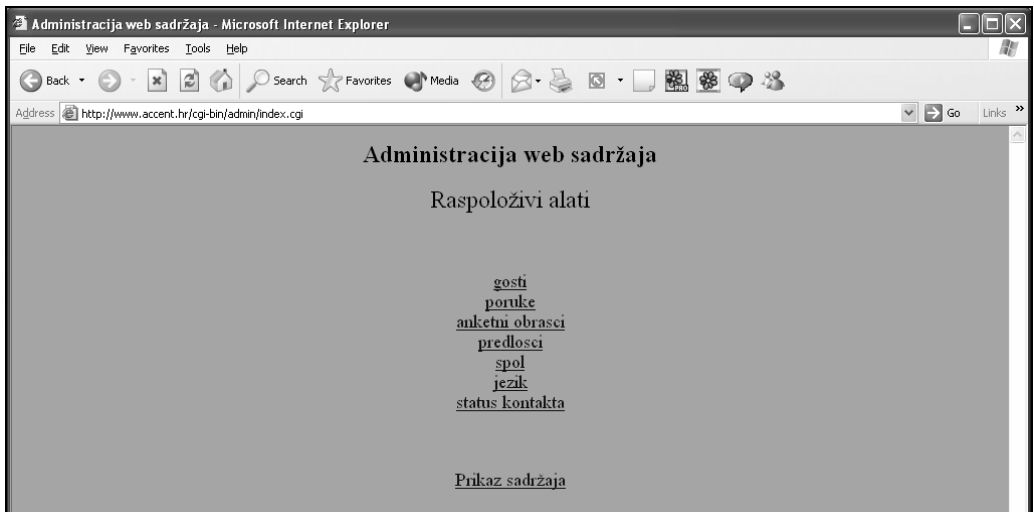 Administracija web sadržaja - Microsoft Internet Explorer
File Edit View Favorites Tools Help
Back Search Favorites Media
Address http://www.accent.hr/cgi-bin/admin/index.cgi Go Links »
Administracija web sadržaja
Raspoloživi alati
gosti
poruke
anketni obrasci
predlosci
spol
jezik
status kontakta
Prikaz sadržaja